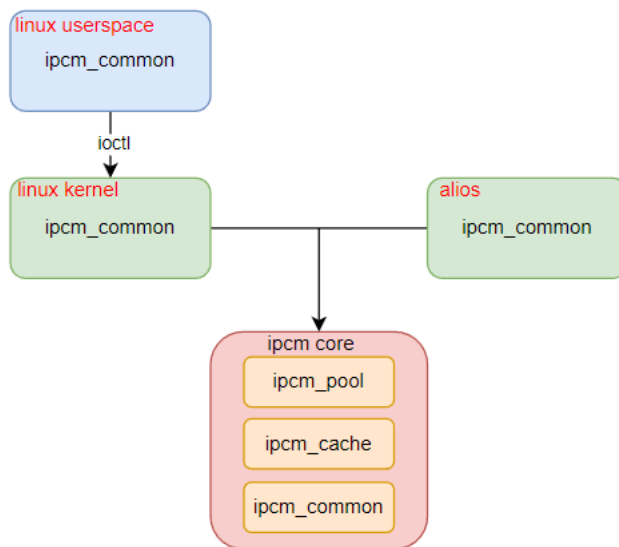 linux userspace
ipcm_common
ioctl
linux kernel
ipcm_common
alios
ipcm_common
ipcm core
ipcm_pool
ipcm_cache
ipcm_common